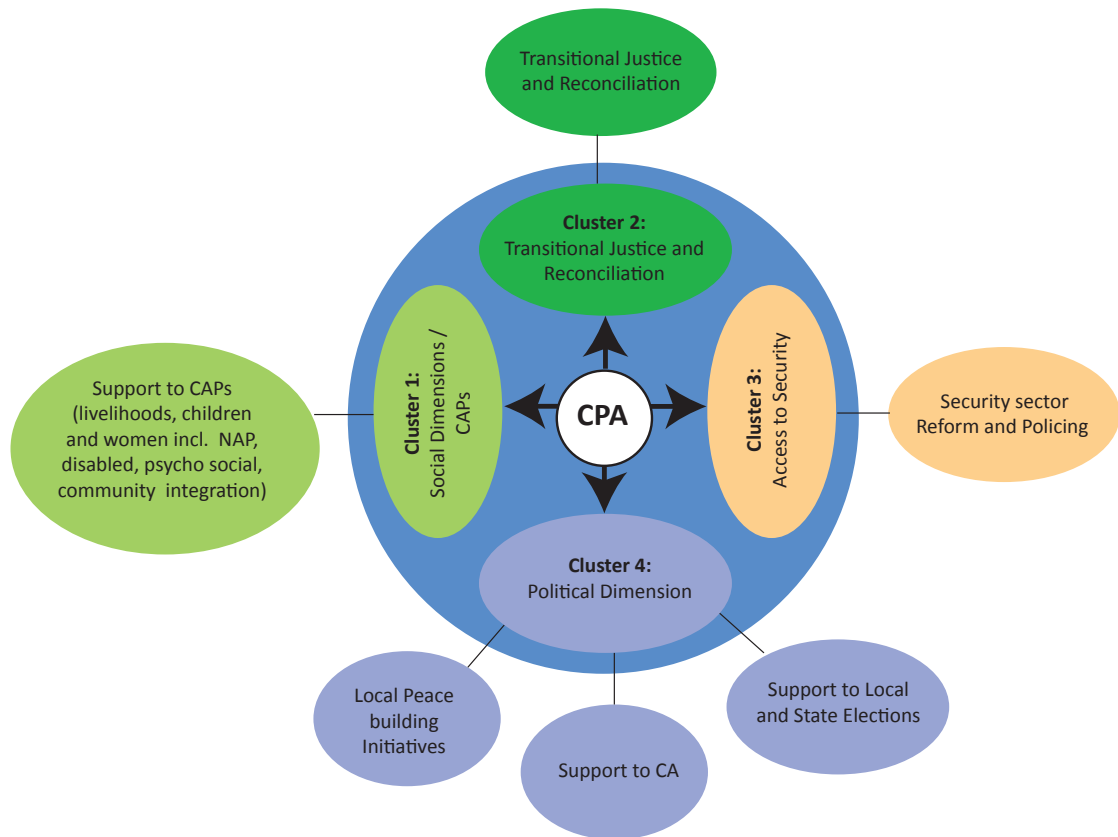 Transitional Justice
and Reconciliation
Cluster 2:
Transitional Justice and
Reconciliation
Cluster 1:
Social Dimensions /
CAPs
CPA
Cluster 3:
Access to Security
Support to CAPs
(livelihoods, children
and women incl. NAP,
disabled, psycho social,
community integration)
Security sector
Reform and Policing
Cluster 4:
Political Dimension
Local Peace
building
Initiatives
Support to CA
Support to Local
and State Elections